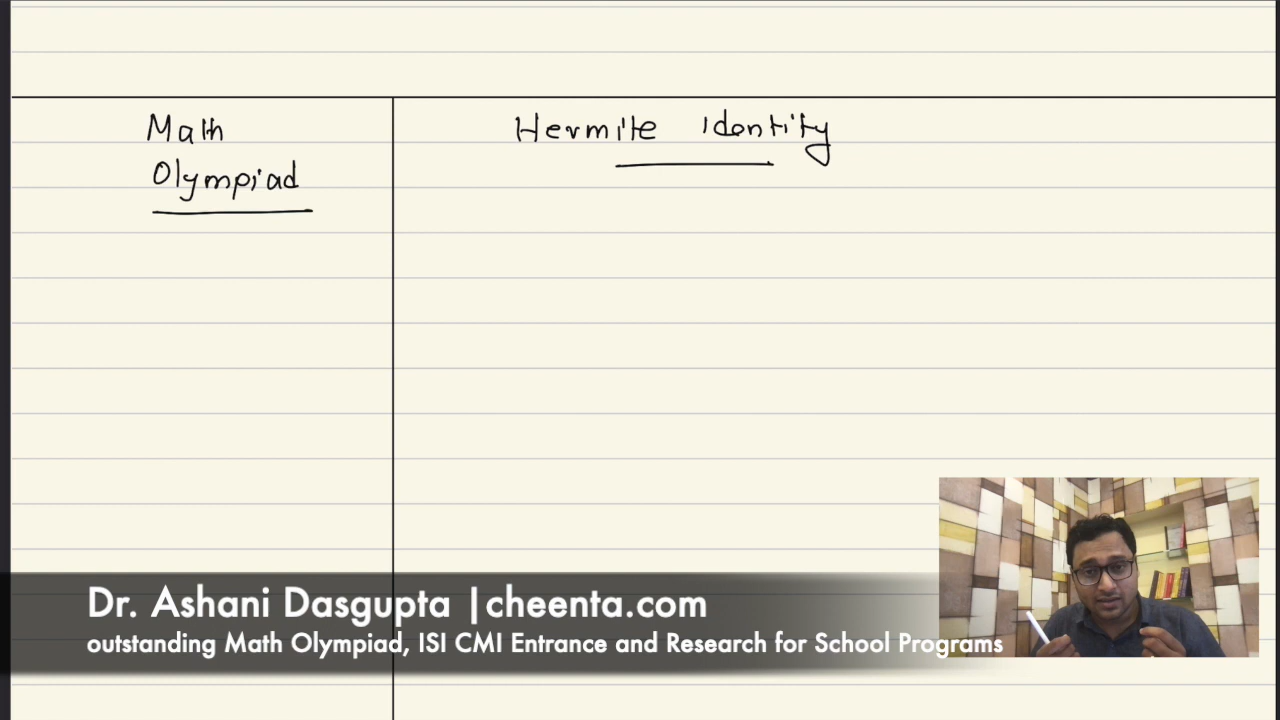 Math
Olympiad
Hermite Identity
Dr. Ashani Dasgupta |cheenta.com
outstanding Math Olympiad, ISI CMI Entrance and Research for School Programs